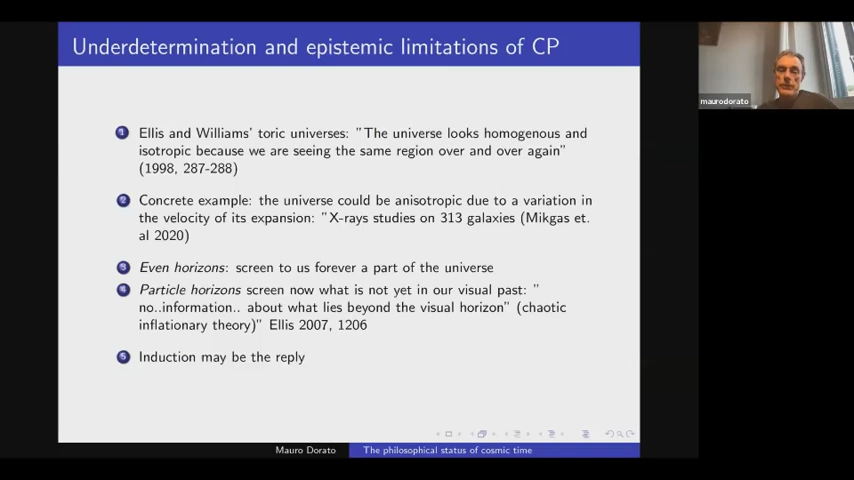 Underdetermination and epistemic limitations of CP
maurodorato
1 Ellis and Williams' toric universes: "The universe looks homogenous and
isotropic because we are seeing the same region over and over again"
(1998, 287-288)
2 Concrete example: the universe could be anisotropic due to a variation in
the velocity of its expansion: "X-rays studies on 313 galaxies (Mikgas et.
al 2020)
3 Even horizons: screen to us forever a part of the universe
4 Particle horizons screen now what is not yet in our visual past: "
no..information.. about what lies beyond the visual horizon" (chaotic
inflationary theory)" Ellis 2007, 1206
5 Induction may be the reply
Mauro Dorato
The philosophical status of cosmic time